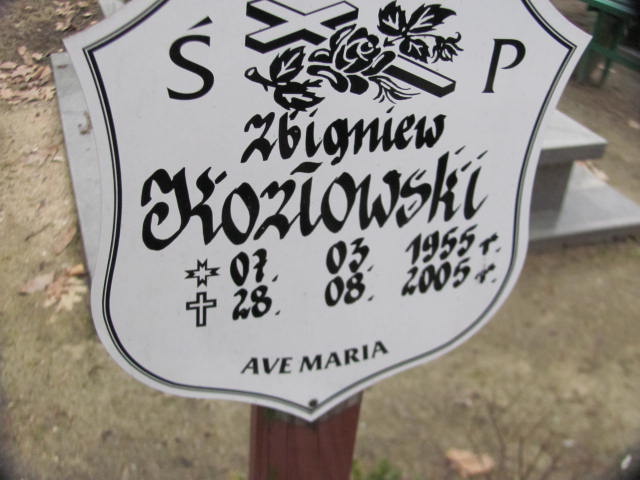 Ś P
Zbigniew
Kozłowski
07. 03. 1955 r.
28. 08. 2005 r.
AVE MARIA